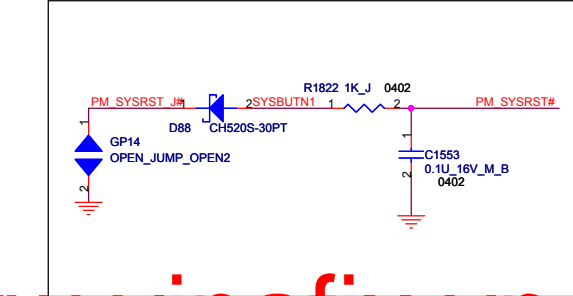 R1822 1K_J 0402
PM_SYSRST_J# 1 2 SYSBUTN1 1 2 PM_SYSRST#
D88 CH520S-30PT
1
GP14
OPEN_JUMP_OPEN2
2
1
C1553
0.1U_16V_M_B
0402
2